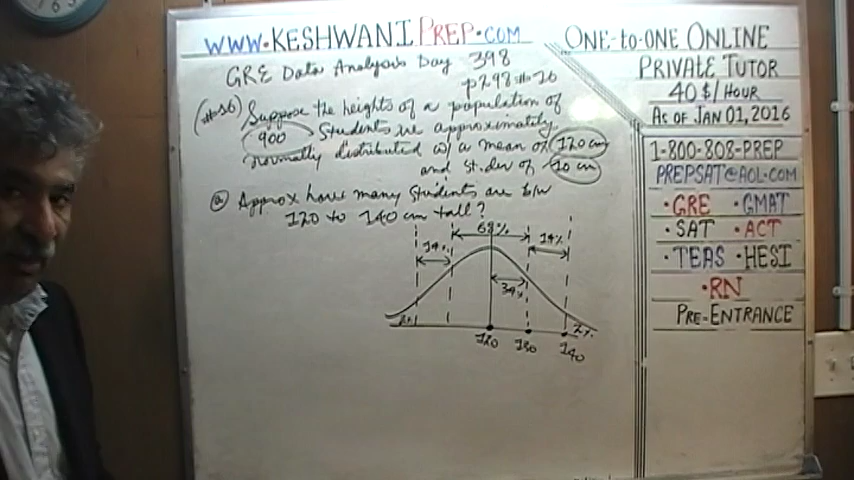 WWW.KESHWANIPREP.COM
GRE Data Analysis Day 398
p298 #26
(#26) Suppose the heights of a population of
900 Students are approximately
normally distributed w/ a mean of 120 cm
and st. dev of 10 cm
a Approx how many students are b/w
120 to 140 cm tall?
68%
14% 14%
34%
2% 2%
120 130 140
ONE-to-ONE ONLINE
PRIVATE TUTOR
40 $/HOUR
AS OF JAN 01, 2016
1-800-808-PREP
PREPSAT@AOL.COM
•GRE •GMAT
•SAT •ACT
•TEAS •HESI
•RN
PRE-ENTRANCE